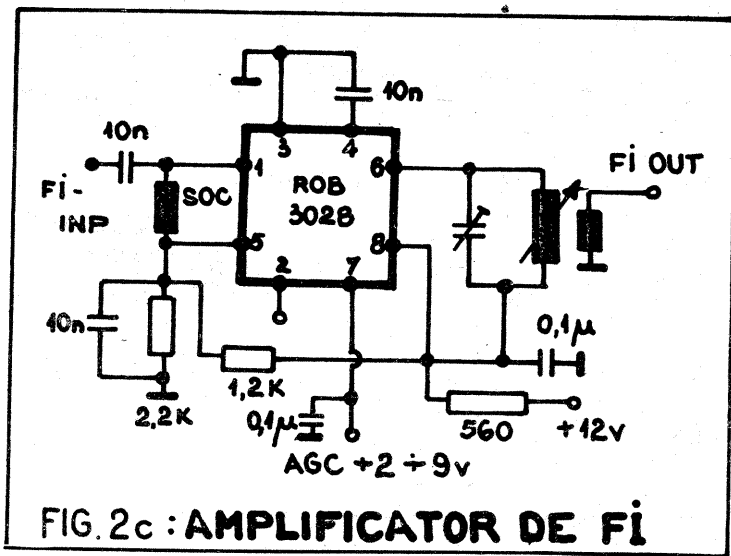 10n
3
4
10n
1
ROB
3028
6
FI-
INP
SOC
5
8
2
7
FI OUT
10n
2,2K
1,2K
0,1µ
0,1µ
560
+12V
AGC +2 ÷ 9V
FIG. 2c: AMPLIFICATOR DE FI